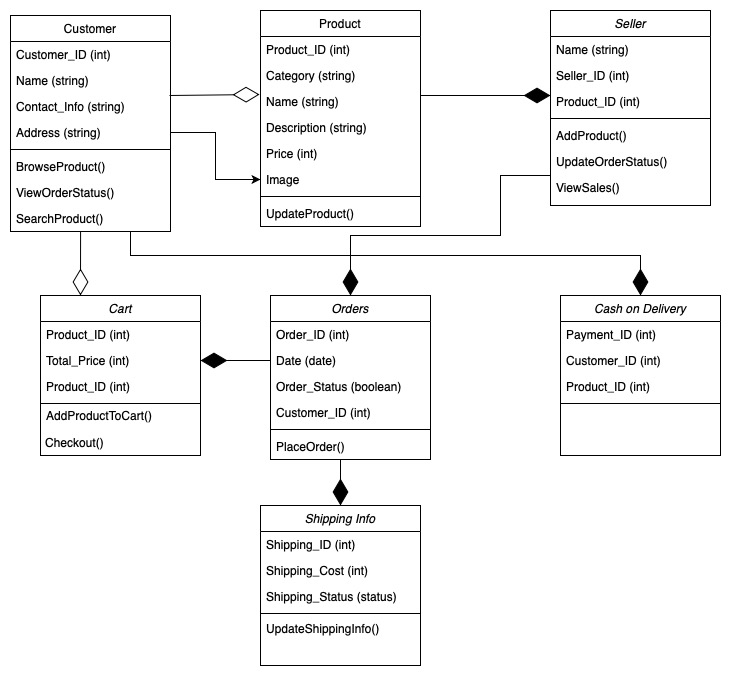 Customer
Customer_ID (int)
Name (string)
Contact_Info (string)
Address (string)
BrowseProduct()
ViewOrderStatus()
SearchProduct()
Product
Product_ID (int)
Category (string)
Name (string)
Description (string)
Price (int)
Image
UpdateProduct()
Seller
Name (string)
Seller_ID (int)
Product_ID (int)
AddProduct()
UpdateOrderStatus()
ViewSales()
Cart
Product_ID (int)
Total_Price (int)
Product_ID (int)
AddProductToCart()
Checkout()
Orders
Order_ID (int)
Date (date)
Order_Status (boolean)
Customer_ID (int)
PlaceOrder()
Cash on Delivery
Payment_ID (int)
Customer_ID (int)
Product_ID (int)
Shipping Info
Shipping_ID (int)
Shipping_Cost (int)
Shipping_Status (status)
UpdateShippingInfo()